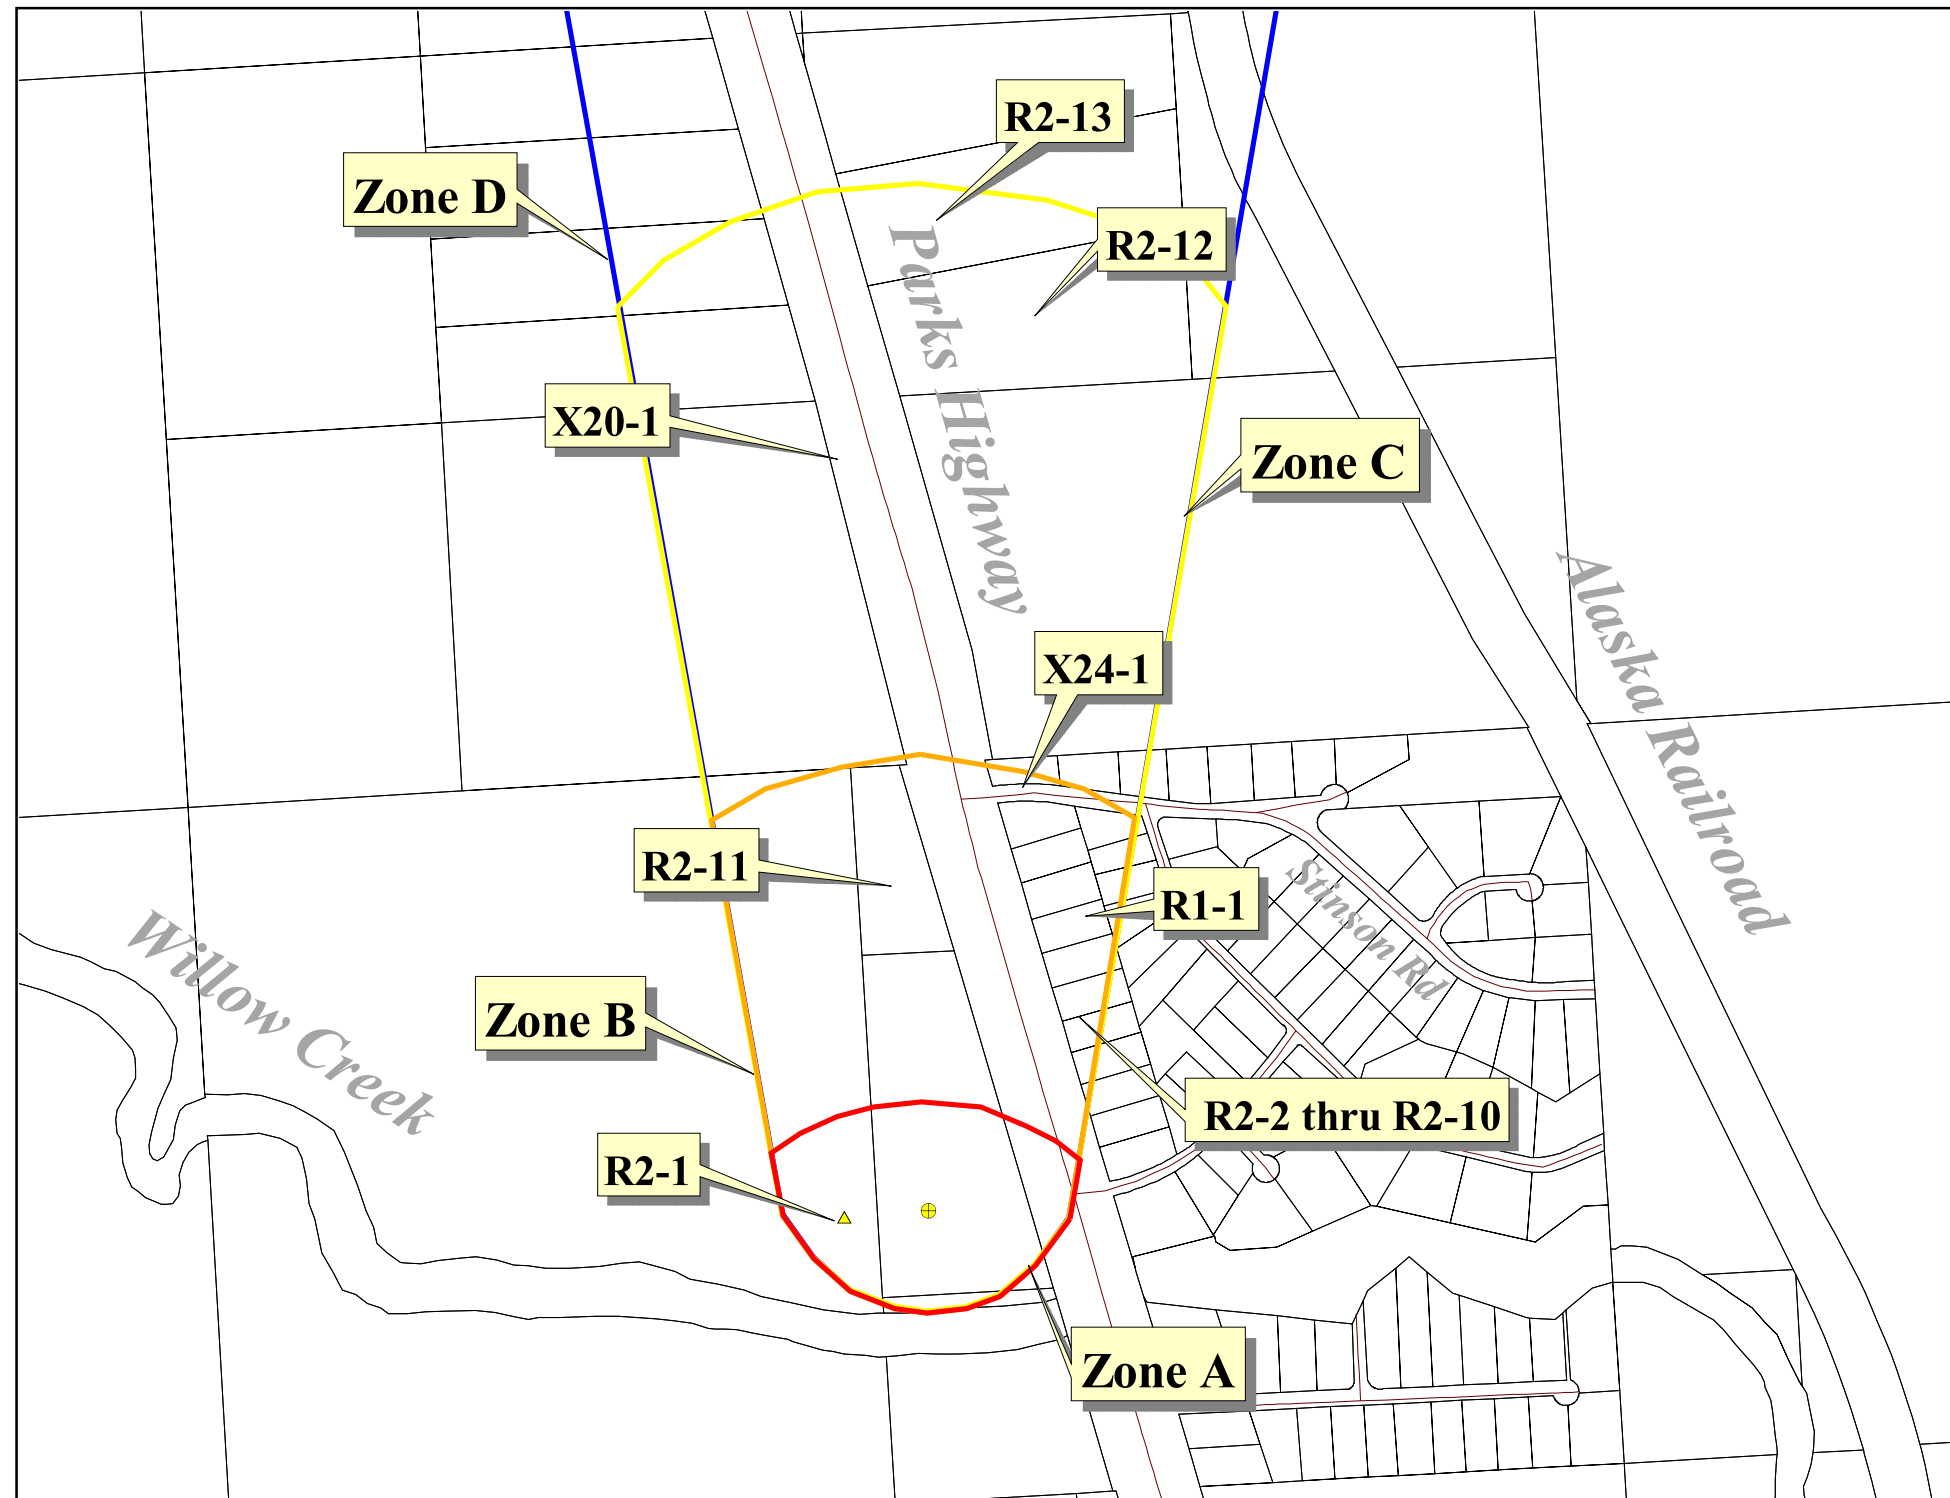 R2-13
Zone D
R2-12
Parks Highway
X20-1
Zone C
X24-1
Alaska Railroad
R2-11
R1-1
Stinson Rd
Willow Creek
Zone B
R2-2 thru R2-10
R2-1
Zone A